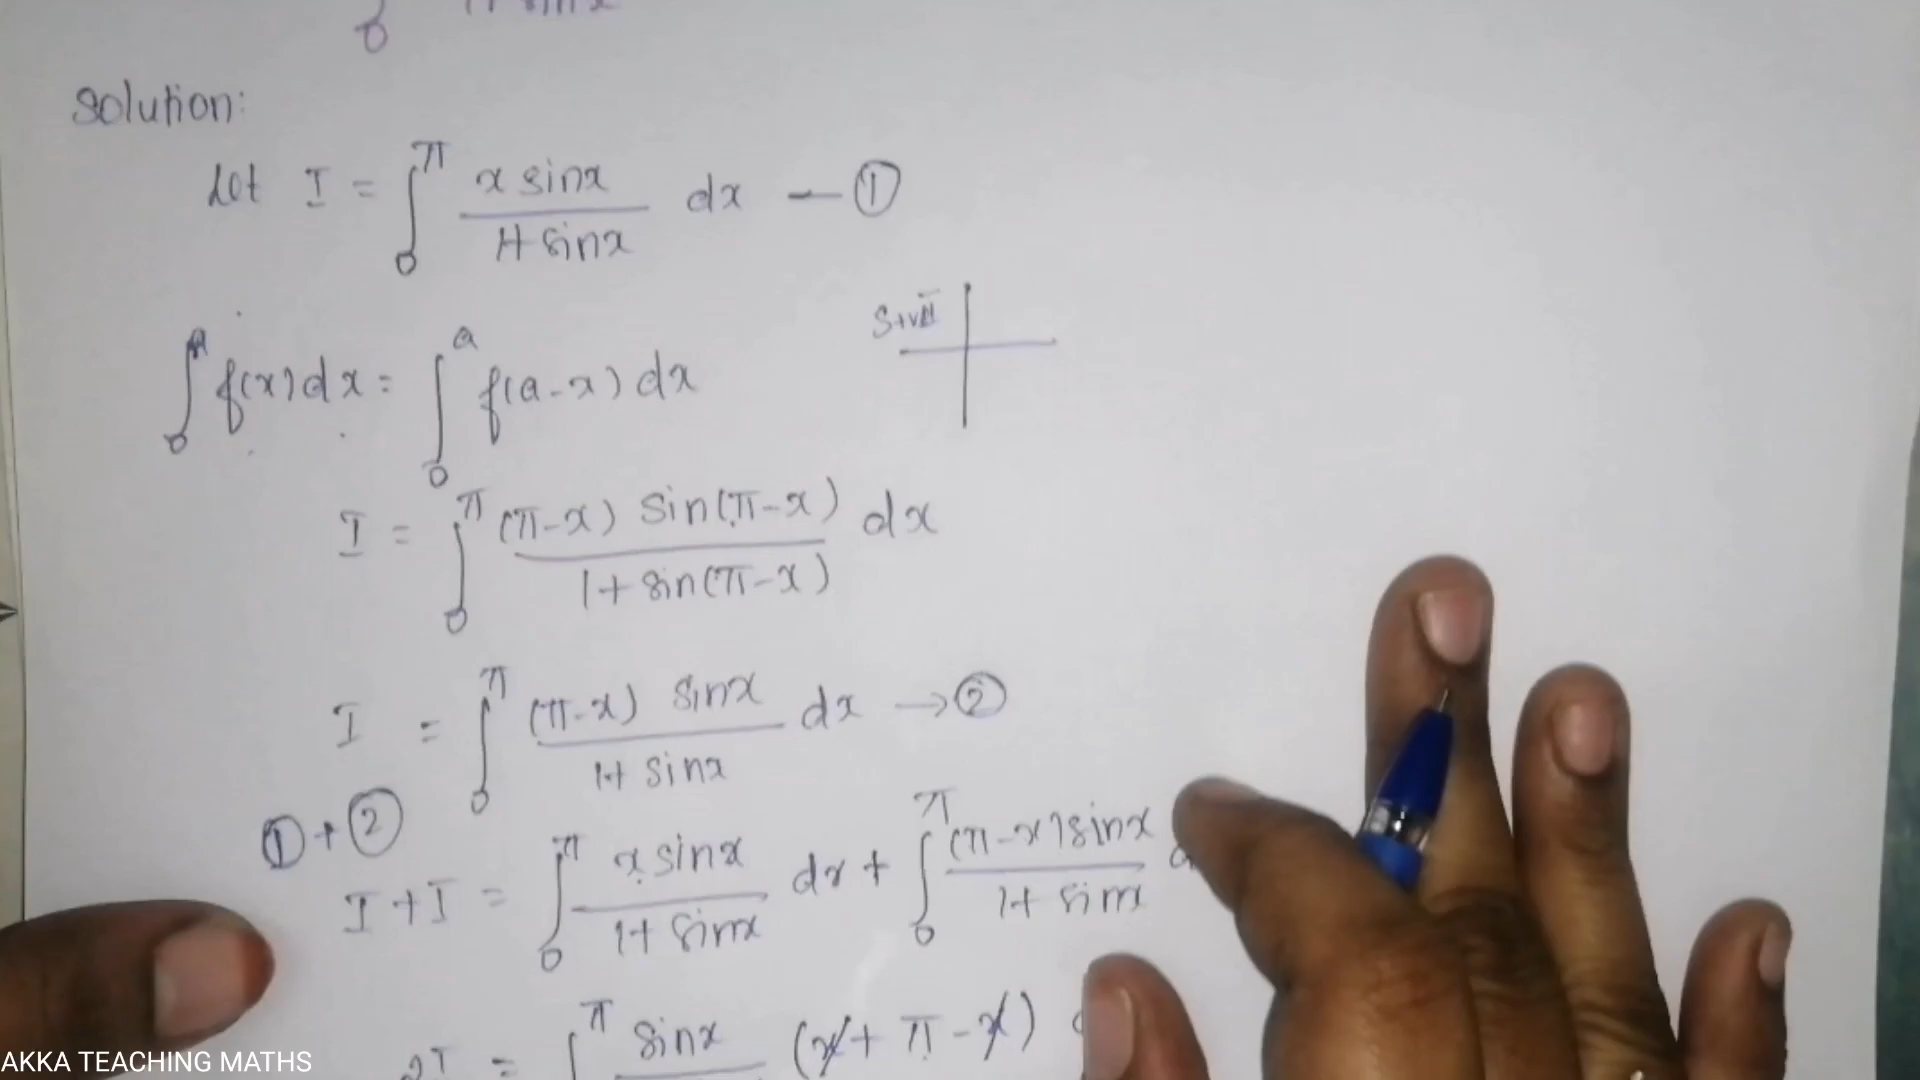 Solution:
Let I = ∫₀^π x sinx / 1+ sinx dx — ①
∫₀^a f(x)dx = ∫₀^a f(a-x) dx
I = ∫₀^π (π-x) sin(π-x) / 1+ sin(π-x) dx
I = ∫₀^π (π-x) sinx / 1+ sinx dx → ②
① + ②
I + I = ∫₀^π x sinx / 1+ sinx dx + ∫₀^π (π-x) sinx / 1+ sinx
2I = ∫ ^π sinx (x + π - x)
AKKA TEACHING MATHS